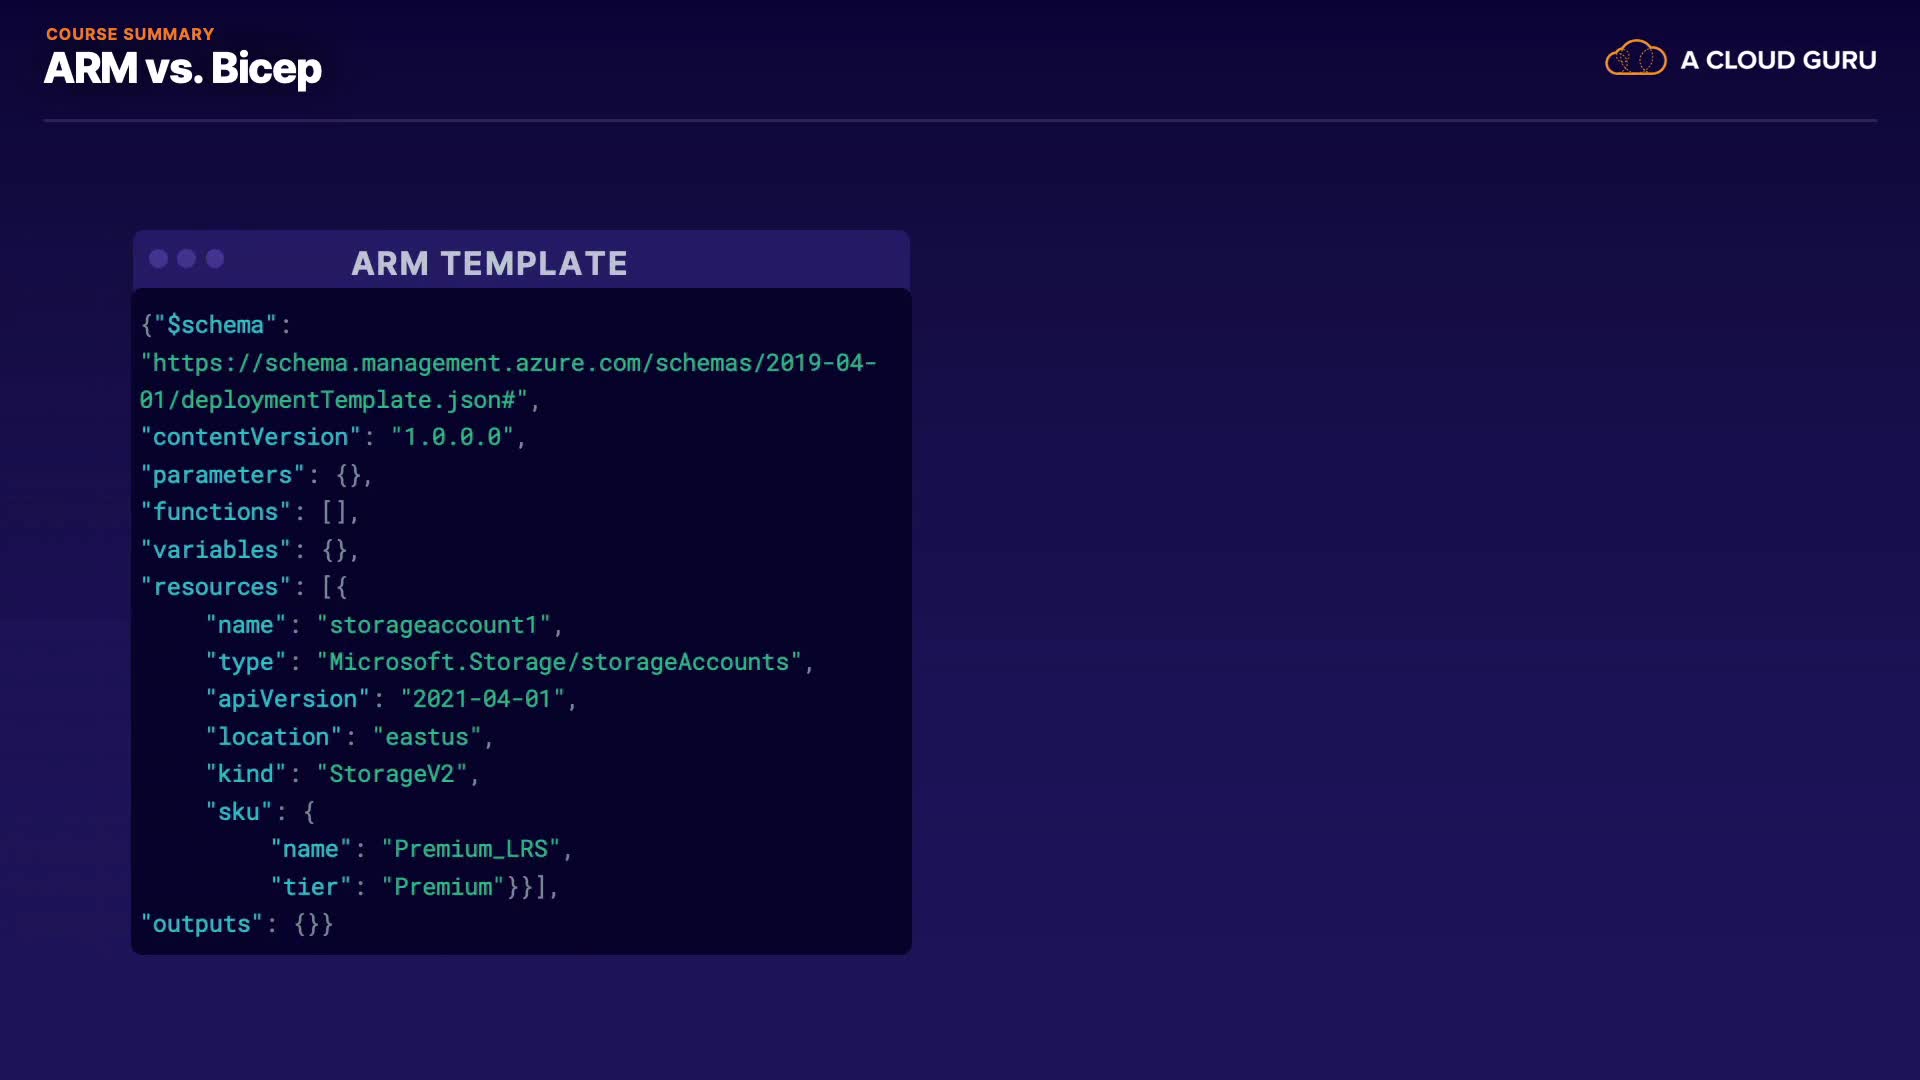 COURSE SUMMARY
ARM vs. Bicep
A CLOUD GURU
ARM TEMPLATE
{"$schema":
"https://schema.management.azure.com/schemas/2019-04-
01/deploymentTemplate.json#",
"contentVersion": "1.0.0.0",
"parameters": {},
"functions": [],
"variables": {},
"resources": [{
"name": "storageaccount1",
"type": "Microsoft.Storage/storageAccounts",
"apiVersion": "2021-04-01",
"location": "eastus",
"kind": "StorageV2",
"sku": {
"name": "Premium_LRS",
"tier": "Premium"}}],
"outputs": {}}